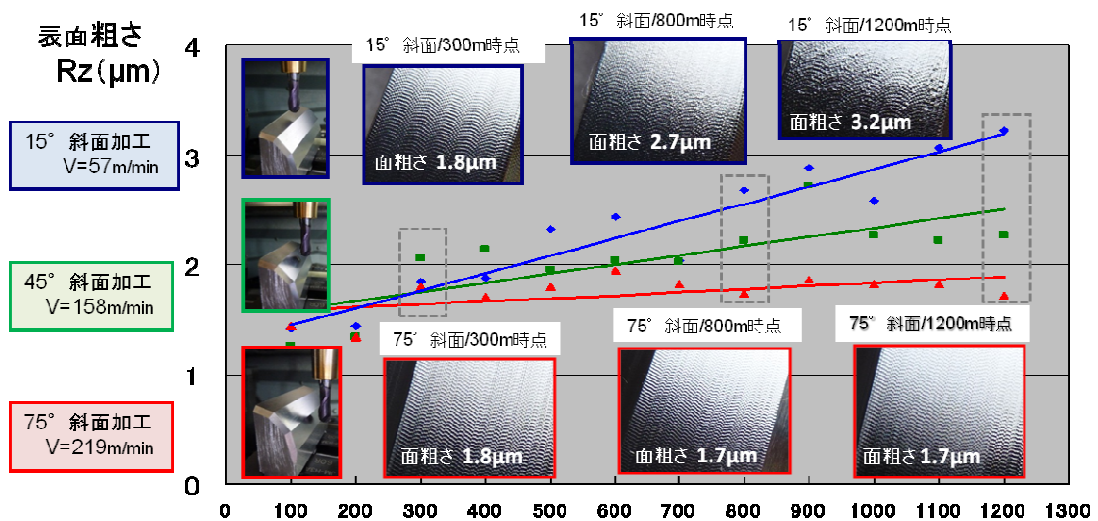 表面粗さ
Rz(μm)
15°斜面加工
V=57m/min
45°斜面加工
V=158m/min
75°斜面加工
V=219m/min
4
3
2
1
0
15°斜面/300m時点
15°斜面/800m時点
15°斜面/1200m時点
面粗さ 1.8μm
面粗さ
2.7μm
面粗さ 3.2μm
75°斜面/300m時点
75°斜面/800m時点
75°斜面/1200m時点
面粗さ 1.8μm
面粗さ 1.7μm
面粗さ 1.7μm
0 100 200 300 400 500 600 700 800 900 1000 1100 1200 1300